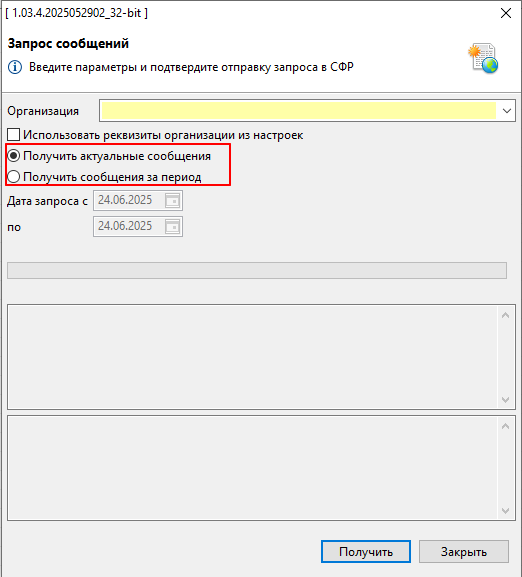 [ 1.03.4.2025052902_32-bit ]
Запрос сообщений
Введите параметры и подтвердите отправку запроса в СФР
Организация
Использовать реквизиты организации из настроек
Получить актуальные сообщения
Получить сообщения за период
Дата запроса с 24.06.2025
по 24.06.2025
Получить Закрыть